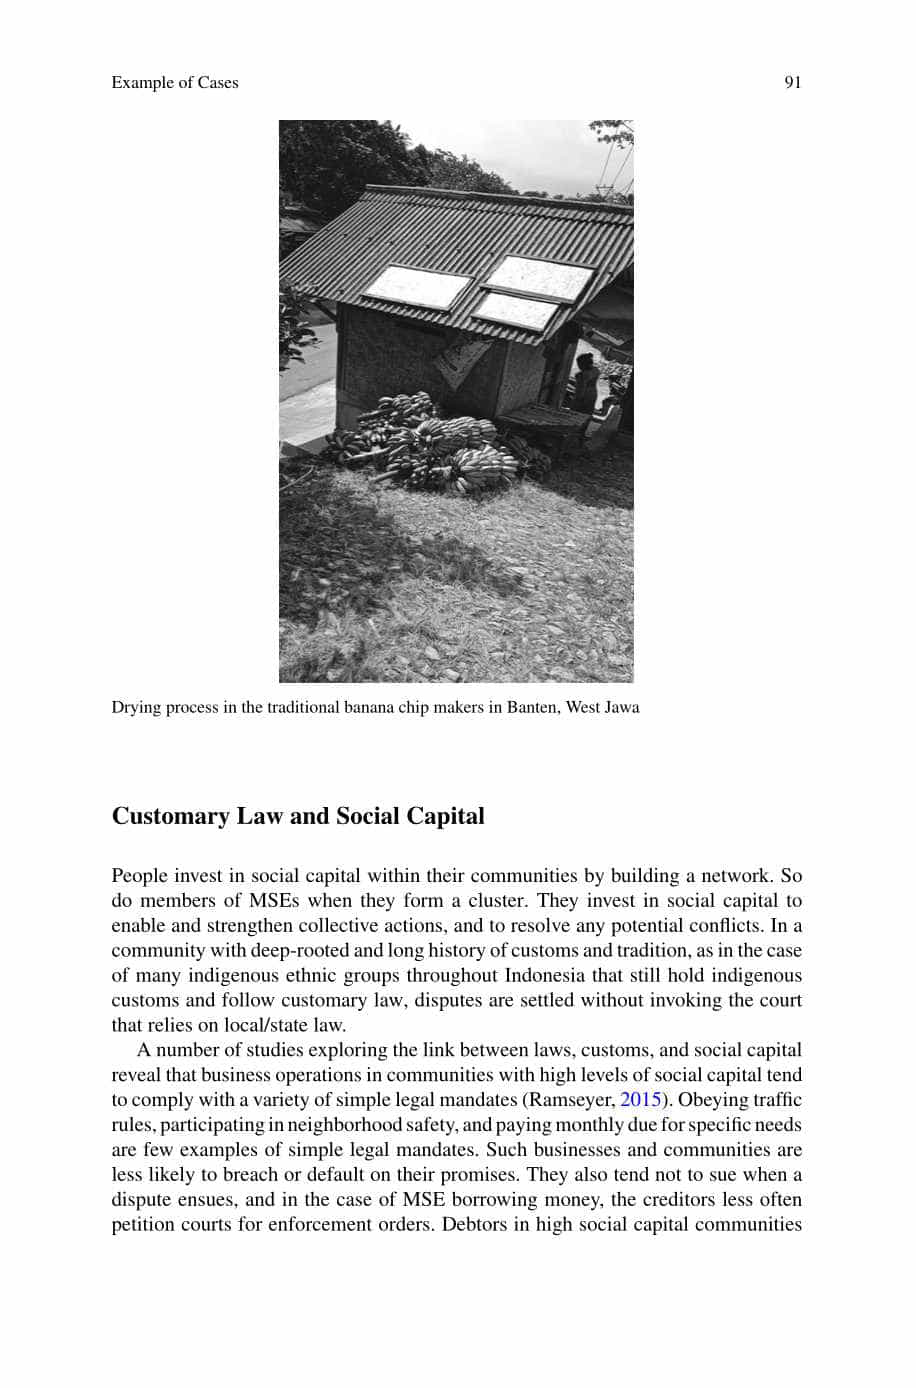 Example of Cases 91
Drying process in the traditional banana chip makers in Banten, West Jawa
Customary Law and Social Capital
People invest in social capital within their communities by building a network. So
do members of MSEs when they form a cluster. They invest in social capital to
enable and strengthen collective actions, and to resolve any potential conflicts. In a
community with deep-rooted and long history of customs and tradition, as in the case
of many indigenous ethnic groups throughout Indonesia that still hold indigenous
customs and follow customary law, disputes are settled without invoking the court
that relies on local/state law.
A number of studies exploring the link between laws, customs, and social capital
reveal that business operations in communities with high levels of social capital tend
to comply with a variety of simple legal mandates (Ramseyer, 2015). Obeying traffic
rules, participating in neighborhood safety, and paying monthly due for specific needs
are few examples of simple legal mandates. Such businesses and communities are
less likely to breach or default on their promises. They also tend not to sue when a
dispute ensues, and in the case of MSE borrowing money, the creditors less often
petition courts for enforcement orders. Debtors in high social capital communities